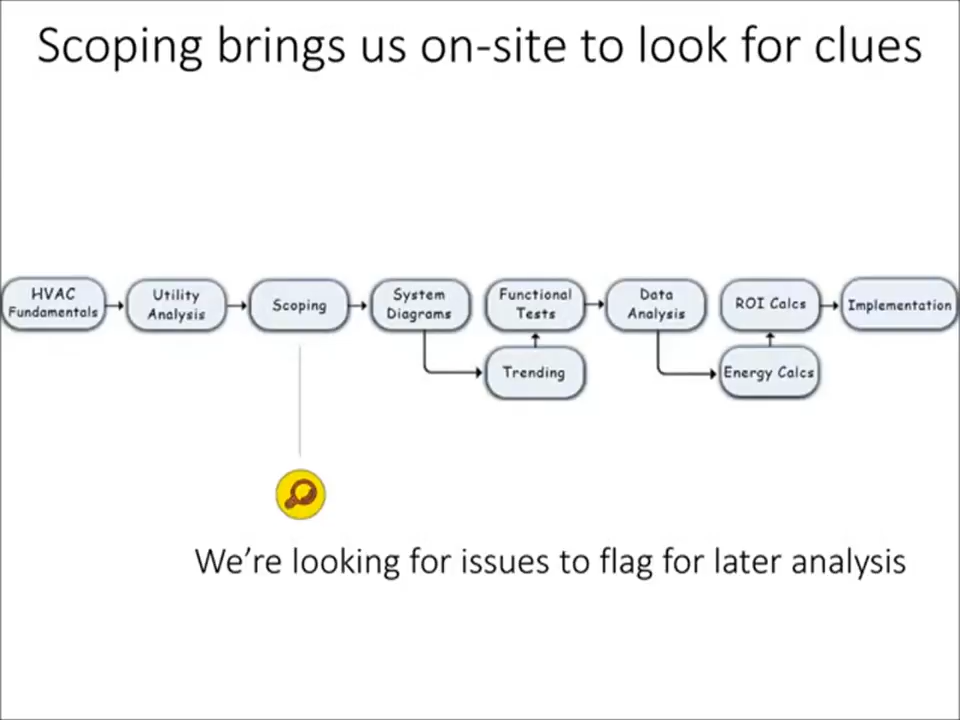 Scoping brings us on-site to look for clues
HVAC
Fundamentals
Utility
Analysis
Scoping
System
Diagrams
Functional
Tests
Trending
Data
Analysis
ROI Calcs
Energy Calcs
Implementation
We're looking for issues to flag for later analysis